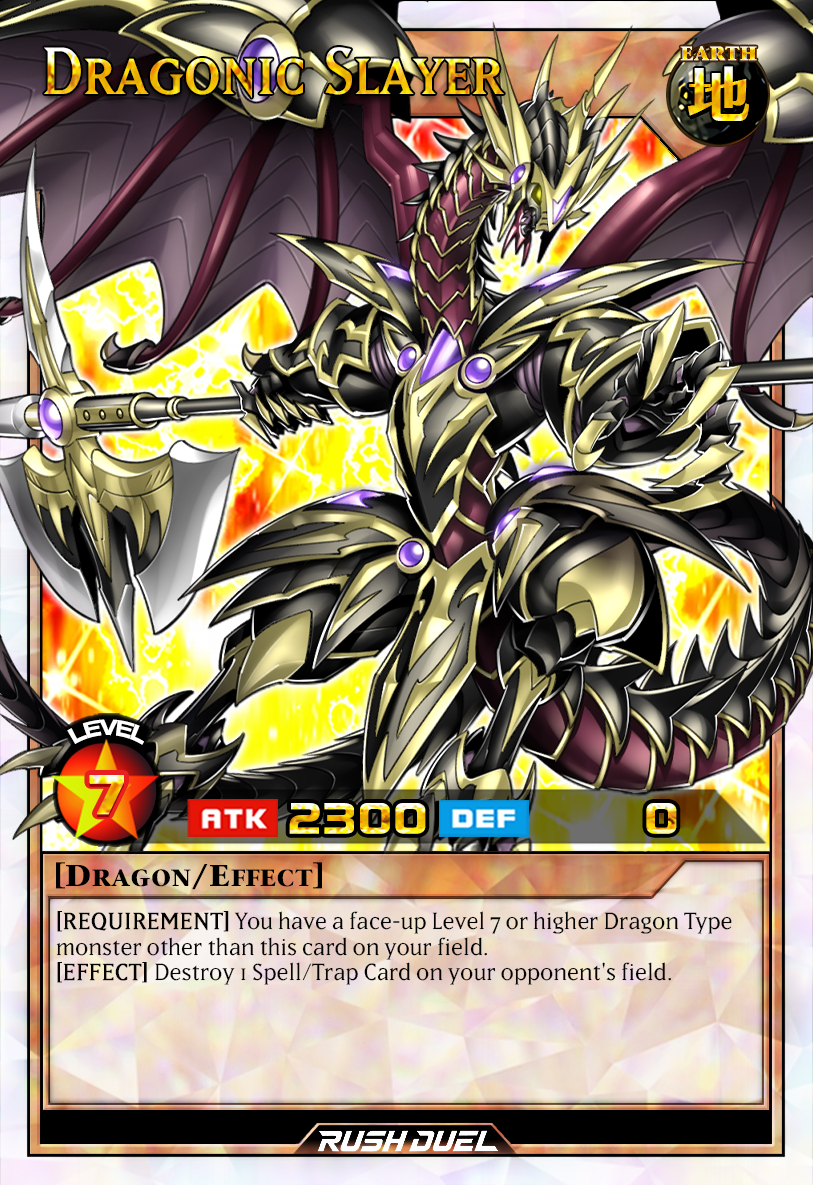 DRAGONIC SLAYER
EARTH
地
LEVEL
7
ATK 2300 DEF 0
[DRAGON/EFFECT]
[REQUIREMENT] You have a face-up Level 7 or higher Dragon Type
monster other than this card on your field.
[EFFECT] Destroy 1 Spell/Trap Card on your opponent's field.
RUSH DUEL